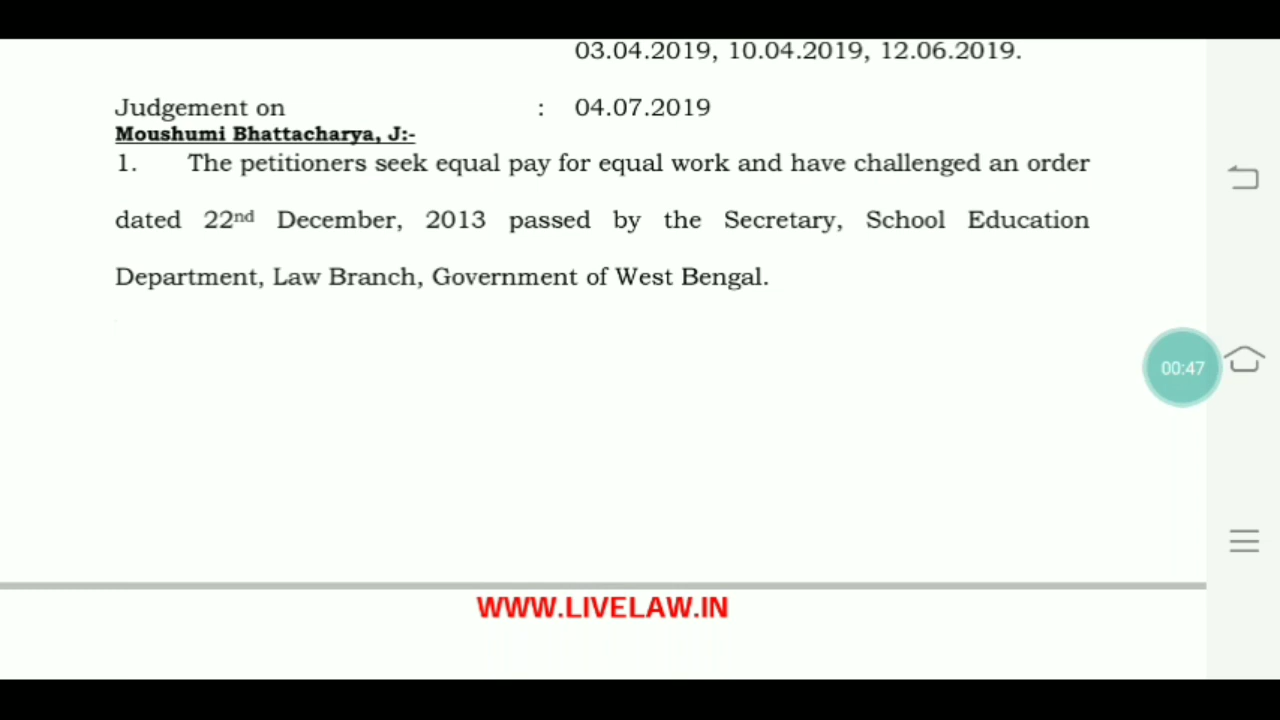 03.04.2019, 10.04.2019, 12.06.2019.
Judgement on : 04.07.2019
Moushumi Bhattacharya, J:-
1. The petitioners seek equal pay for equal work and have challenged an order
dated 22nd December, 2013 passed by the Secretary, School Education
Department, Law Branch, Government of West Bengal.
00:47
WWW.LIVELAW.IN